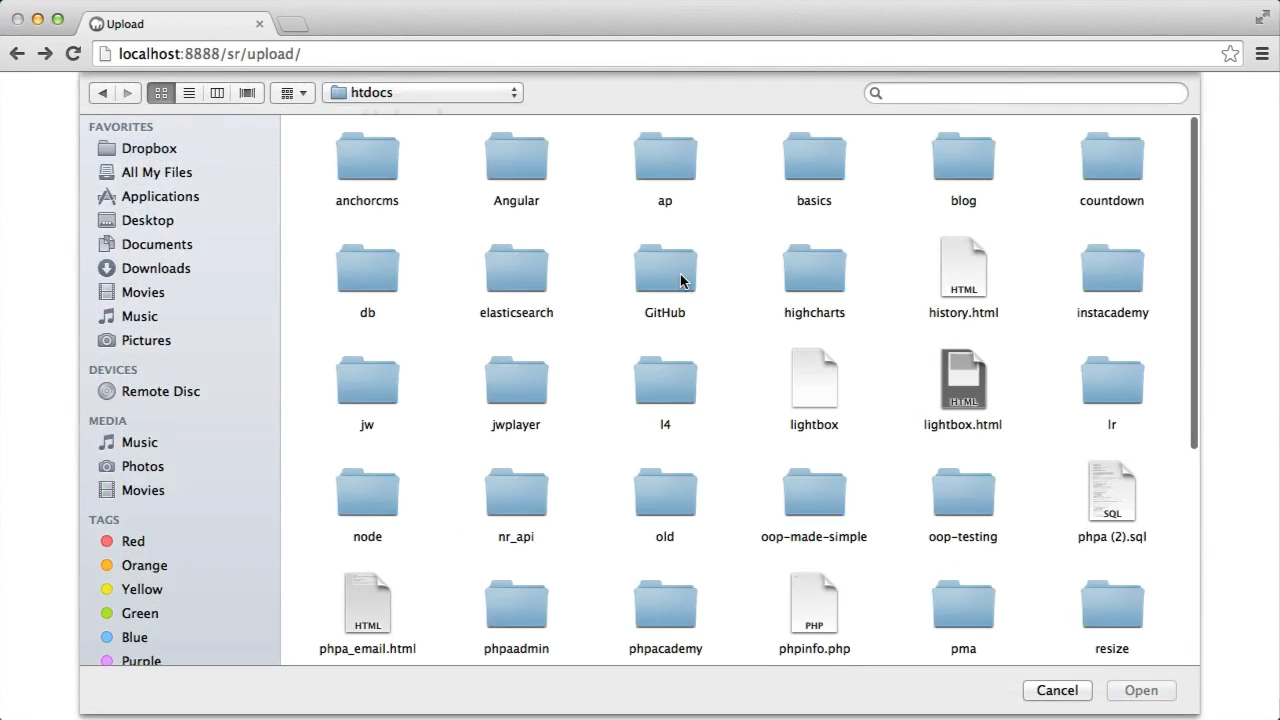 Upload
localhost:8888/sr/upload/
htdocs
FAVORITES
Dropbox
All My Files
Applications
Desktop
Documents
Downloads
Movies
Music
Pictures
DEVICES
Remote Disc
MEDIA
Music
Photos
Movies
TAGS
Red
Orange
Yellow
Green
Blue
Purple
anchorcms Angular ap basics blog countdown
HTML
db elasticsearch GitHub highcharts history.html instacademy
HTML
jw jwplayer l4 lightbox lightbox.html lr
SQL
node nr_api old oop-made-simple oop-testing phpa (2).sql
HTML PHP
phpa_email.html phpaadmin phpacademy phpinfo.php pma resize
Cancel Open